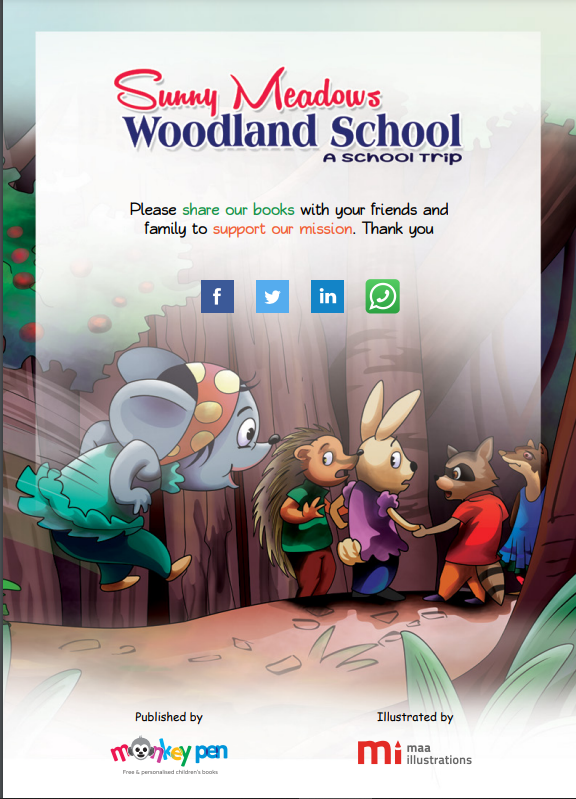 Sunny Meadows
Woodland School
A School Trip
Please share our books with your friends and
family to support our mission. Thank you
f
in
Published by
Illustrated by
monkey pen
Free & personalised children's books
mi maa
illustrations